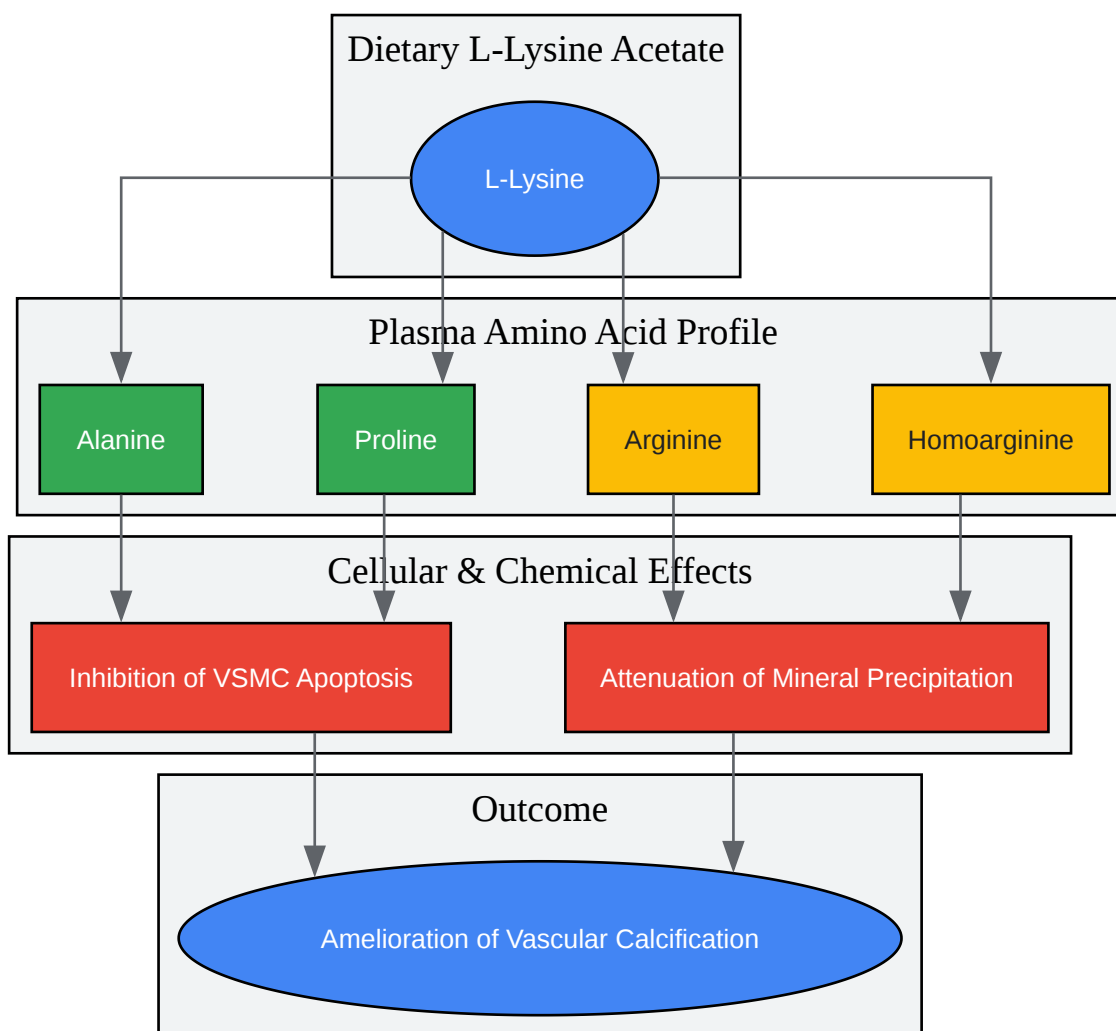 Dietary L-Lysine Acetate
L-Lysine
Plasma Amino Acid Profile
Alanine
Proline
Arginine
Homoarginine
Cellular & Chemical Effects
Inhibition of VSMC Apoptosis
Attenuation of Mineral Precipitation
Outcome
Amelioration of Vascular Calcification